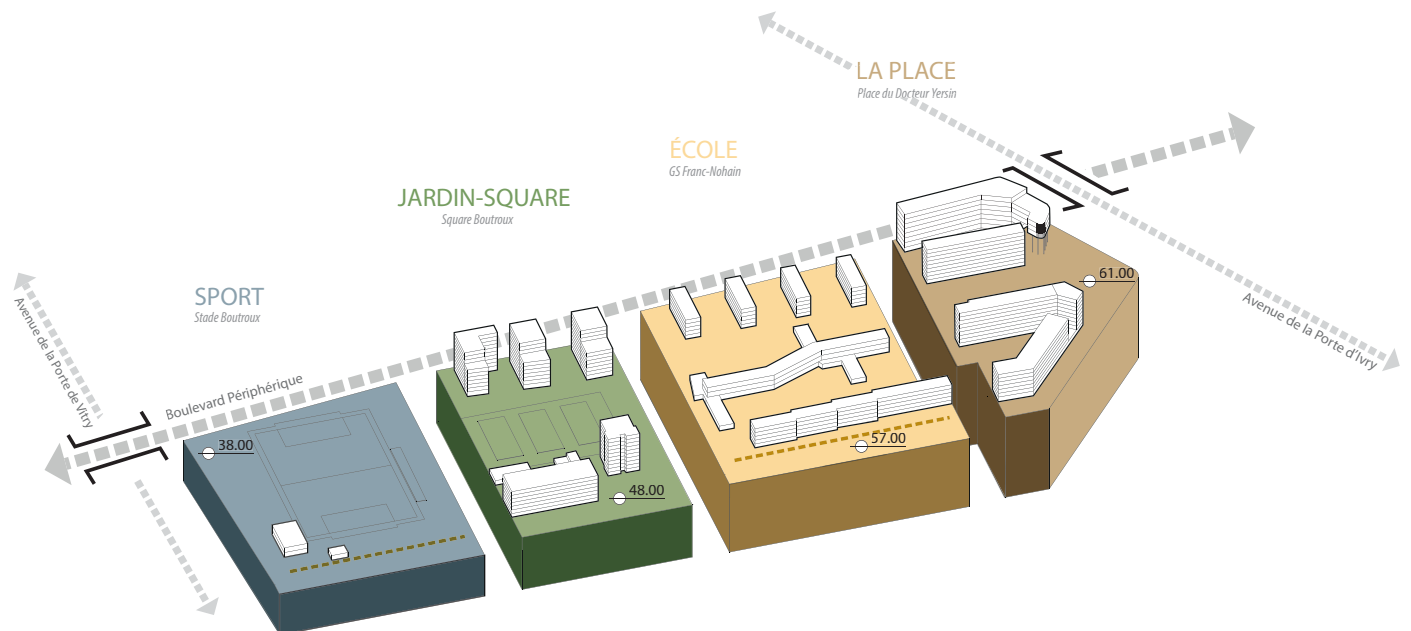 LA PLACE
Place du Docteur Yersin
ÉCOLE
GS Franc-Nohain
JARDIN-SQUARE
Square Boutroux
SPORT
Stade Boutroux
61.00
Avenue de la Porte d'Ivry
Avenue de la Porte de Vitry
Boulevard Périphérique
38.00
57.00
48.00